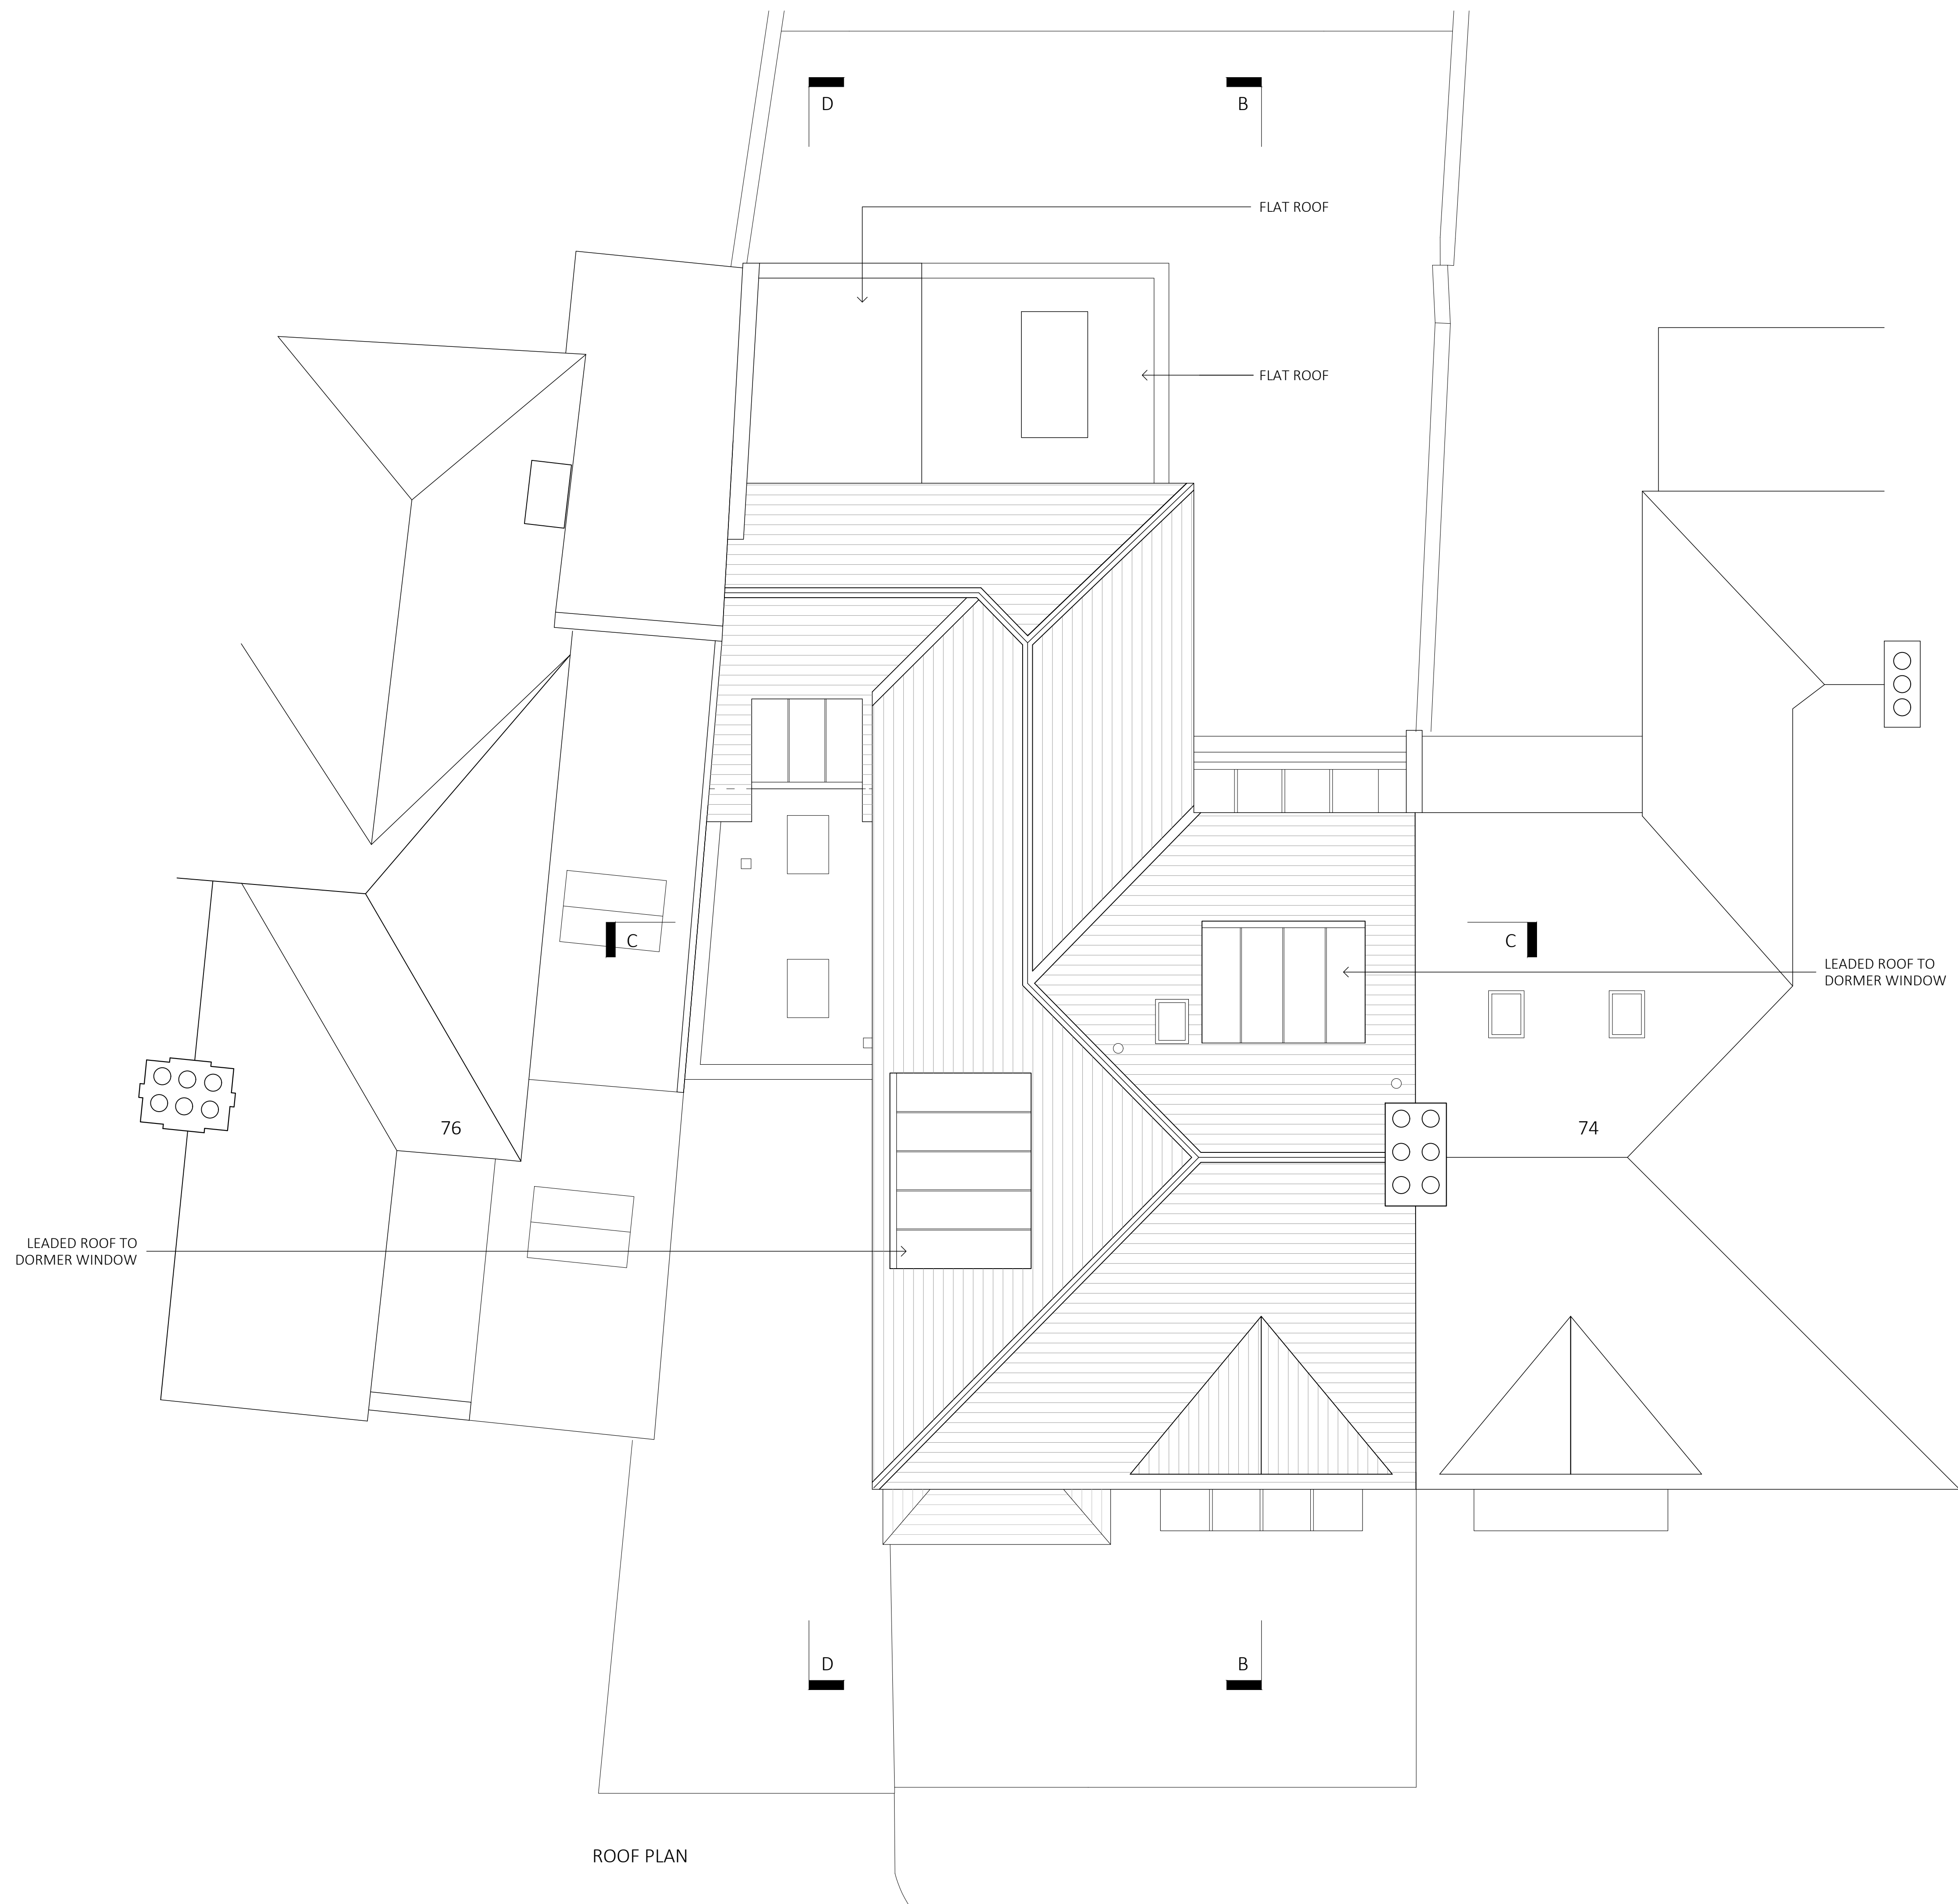 D
B
FLAT ROOF
FLAT ROOF
C
C
LEADED ROOF TO
DORMER WINDOW
76
74
LEADED ROOF TO
DORMER WINDOW
D
B
ROOF PLAN